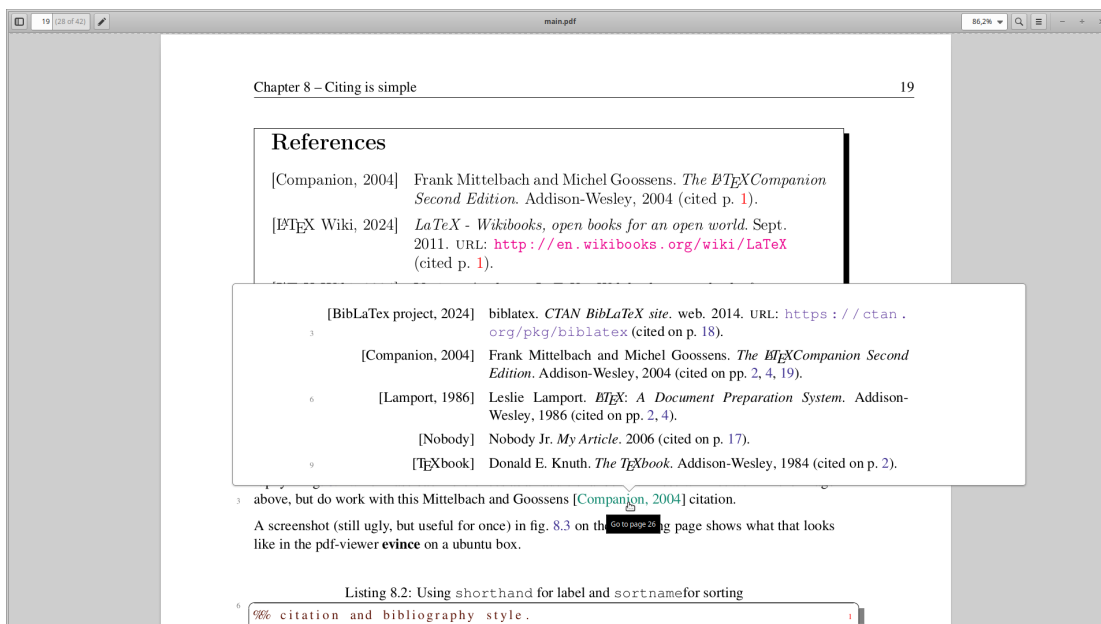 19 (28 of 42)
main.pdf
86,2%
Chapter 8 – Citing is simple 19
References
[Companion, 2004] Frank Mittelbach and Michel Goossens. The LATEXCompanion
Second Edition. Addison-Wesley, 2004 (cited p. 1).
[LATEX Wiki, 2024] LaTeX - Wikibooks, open books for an open world. Sept.
2011. URL: http://en.wikibooks.org/wiki/LaTeX
(cited p. 1).
[BibLaTex project, 2024] biblatex. CTAN BibLaTeX site. web. 2014. URL: https://ctan.
3 org/pkg/biblatex (cited on p. 18).
[Companion, 2004] Frank Mittelbach and Michel Goossens. The LATEXCompanion Second
Edition. Addison-Wesley, 2004 (cited on pp. 2, 4, 19).
6 [Lamport, 1986] Leslie Lamport. LATEX: A Document Preparation System. Addison-
Wesley, 1986 (cited on pp. 2, 4).
[Nobody] Nobody Jr. My Article. 2006 (cited on p. 17).
9 [TEXbook] Donald E. Knuth. The TEXbook. Addison-Wesley, 1984 (cited on p. 2).
3 above, but do work with this Mittelbach and Goossens [Companion, 2004] citation.
Go to page 26
A screenshot (still ugly, but useful for once) in fig. 8.3 on the g page shows what that looks
like in the pdf-viewer evince on a ubuntu box.
Listing 8.2: Using shorthand for label and sortnamefor sorting
6
%% citation and bibliography style. 1